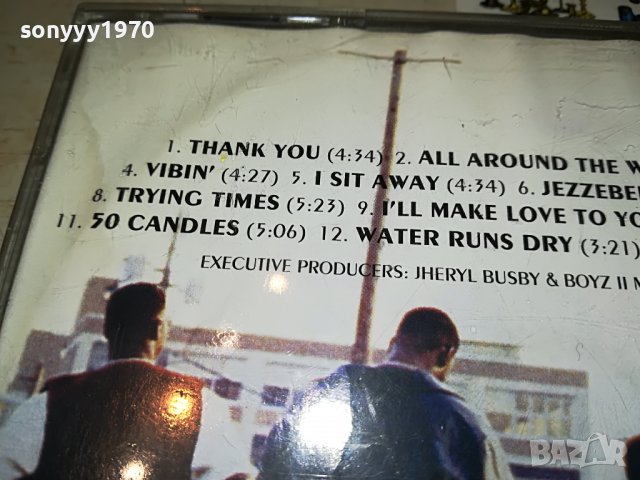 sonyyy1970
1. THANK YOU (4:34) 2. ALL AROUND THE
4. VIBIN' (4:27) 5. I SIT AWAY (4:34) 6.
8. TRYING TIMES (5:23) 9. I'LL MAKE LOVE TO
11. 50 CANDLES (5:06) 12. WATER RUNS DRY (3:21)
EXECUTIVE PRODUCERS: JHERYL BUSBY & BOYZ II
BAZAR